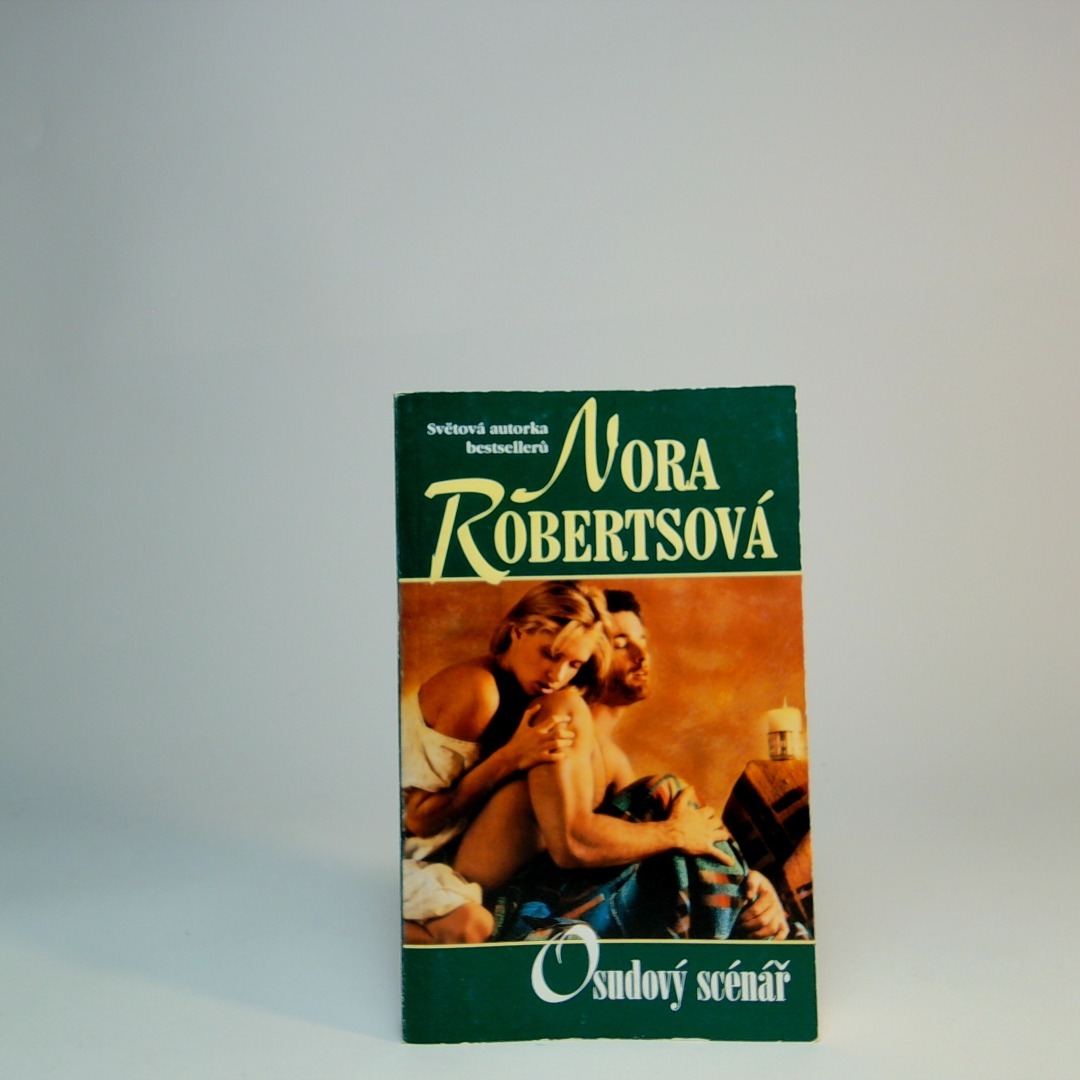 Světová autorka
bestsellerů
NORA
ROBERTSOVÁ
Osudový scénář